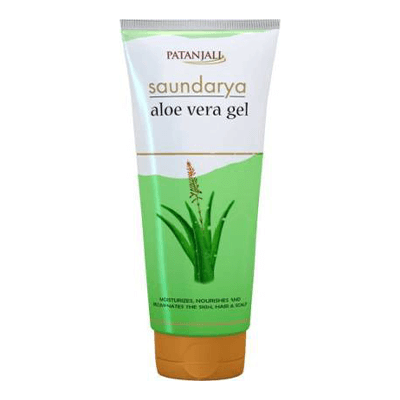 PATANJALI
saundarya
aloe vera gel
MOISTURIZES, NOURISHES AND
REJUVENATES THE SKIN, HAIR & SCALP